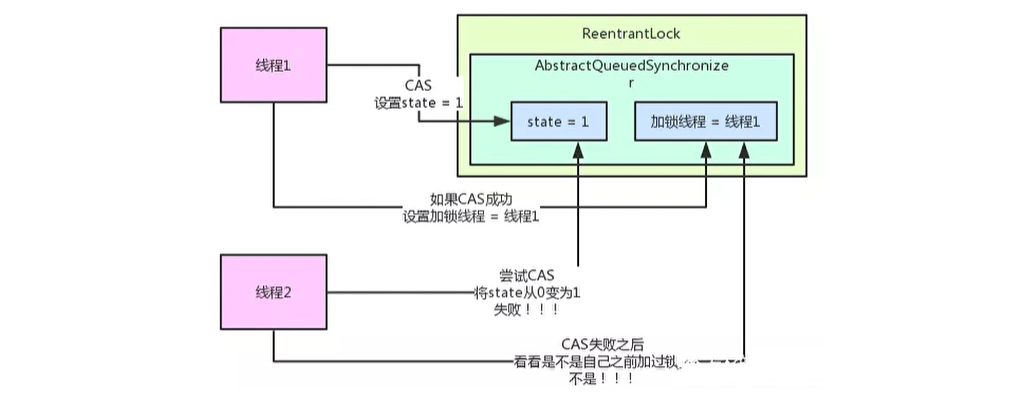 线程1
CAS
设置state = 1
ReentrantLock
AbstractQueuedSynchronize
r
state = 1
加锁线程 = 线程1
如果CAS成功
设置加锁线程 = 线程1
线程2
尝试CAS
将state从0变为1
失败！！！
CAS失败之后
看看是不是自己之前加过锁
不是！！！